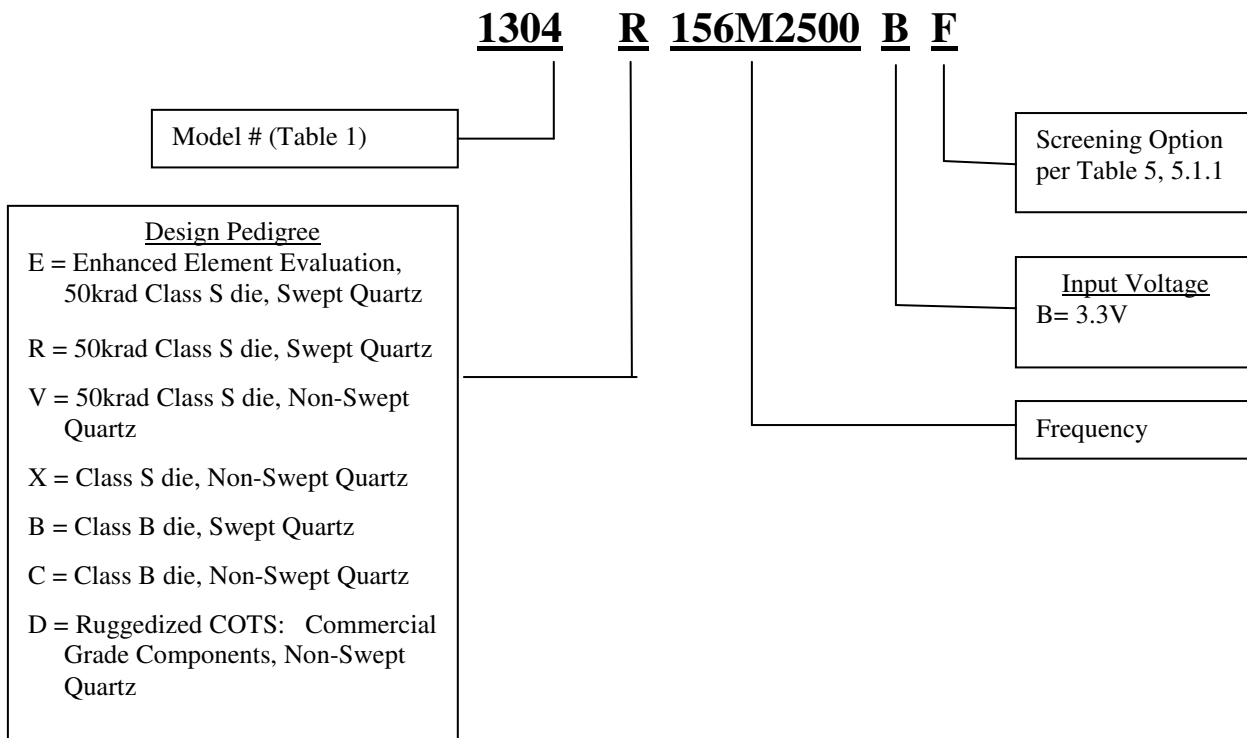 1304 R 156M2500 B F
Model # (Table 1)
Screening Option
per Table 5, 5.1.1
Design Pedigree
E = Enhanced Element Evaluation,
50krad Class S die, Swept Quartz
R = 50krad Class S die, Swept Quartz
V = 50krad Class S die, Non-Swept
Quartz
X = Class S die, Non-Swept Quartz
B = Class B die, Swept Quartz
C = Class B die, Non-Swept Quartz
D = Ruggedized COTS: Commercial
Grade Components, Non-Swept
Quartz
Input Voltage
B= 3.3V
Frequency